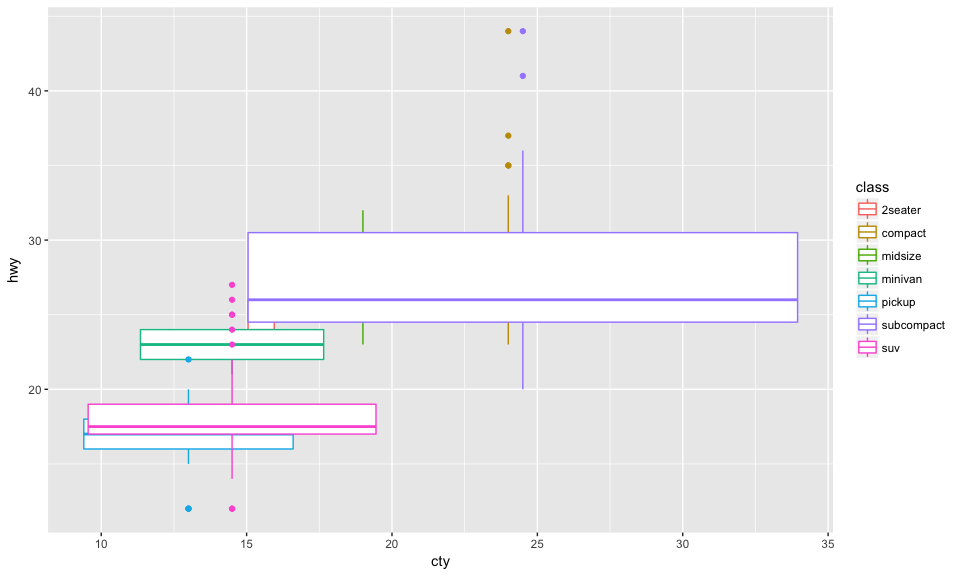 40
30
20
hwy
10 15 20 25 30 35
cty
class
2seater
compact
midsize
minivan
pickup
subcompact
suv